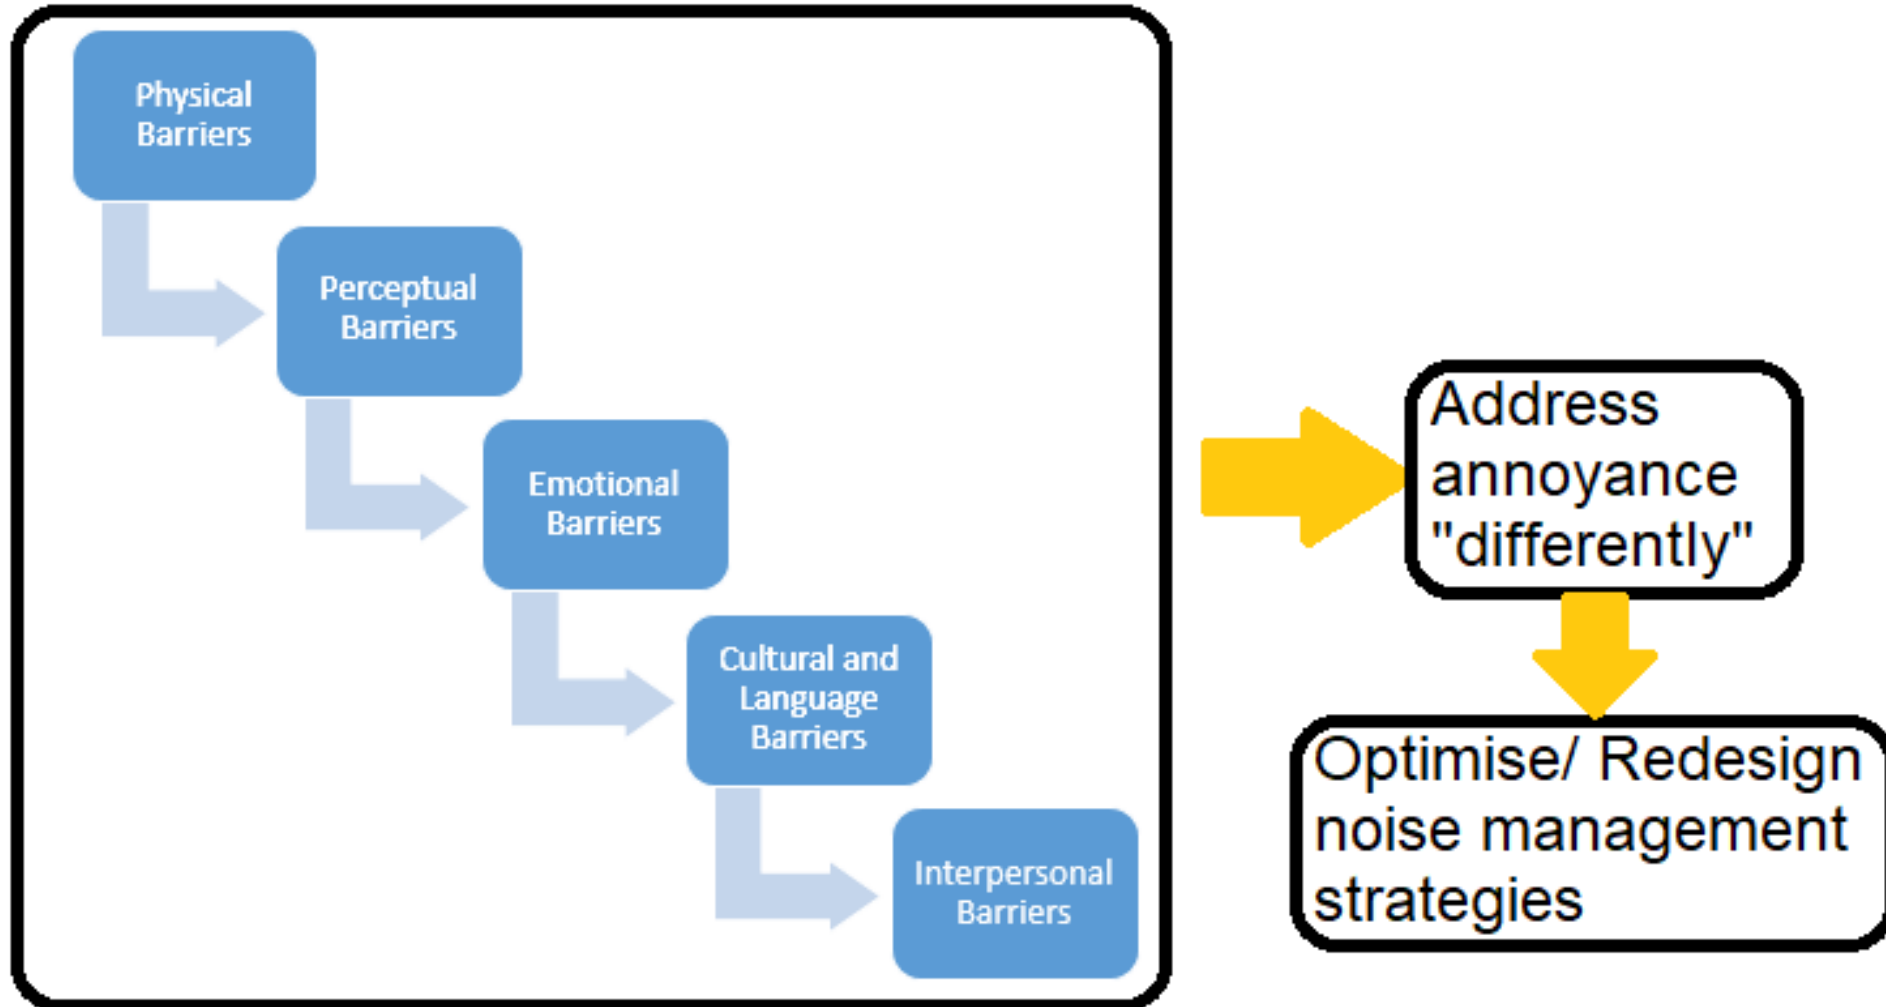 Physical
Barriers
Perceptual
Barriers
Emotional
Barriers
Cultural and
Language
Barriers
Interpersonal
Barriers
Address
annoyance
"differently"
Optimise/ Redesign
noise management
strategies